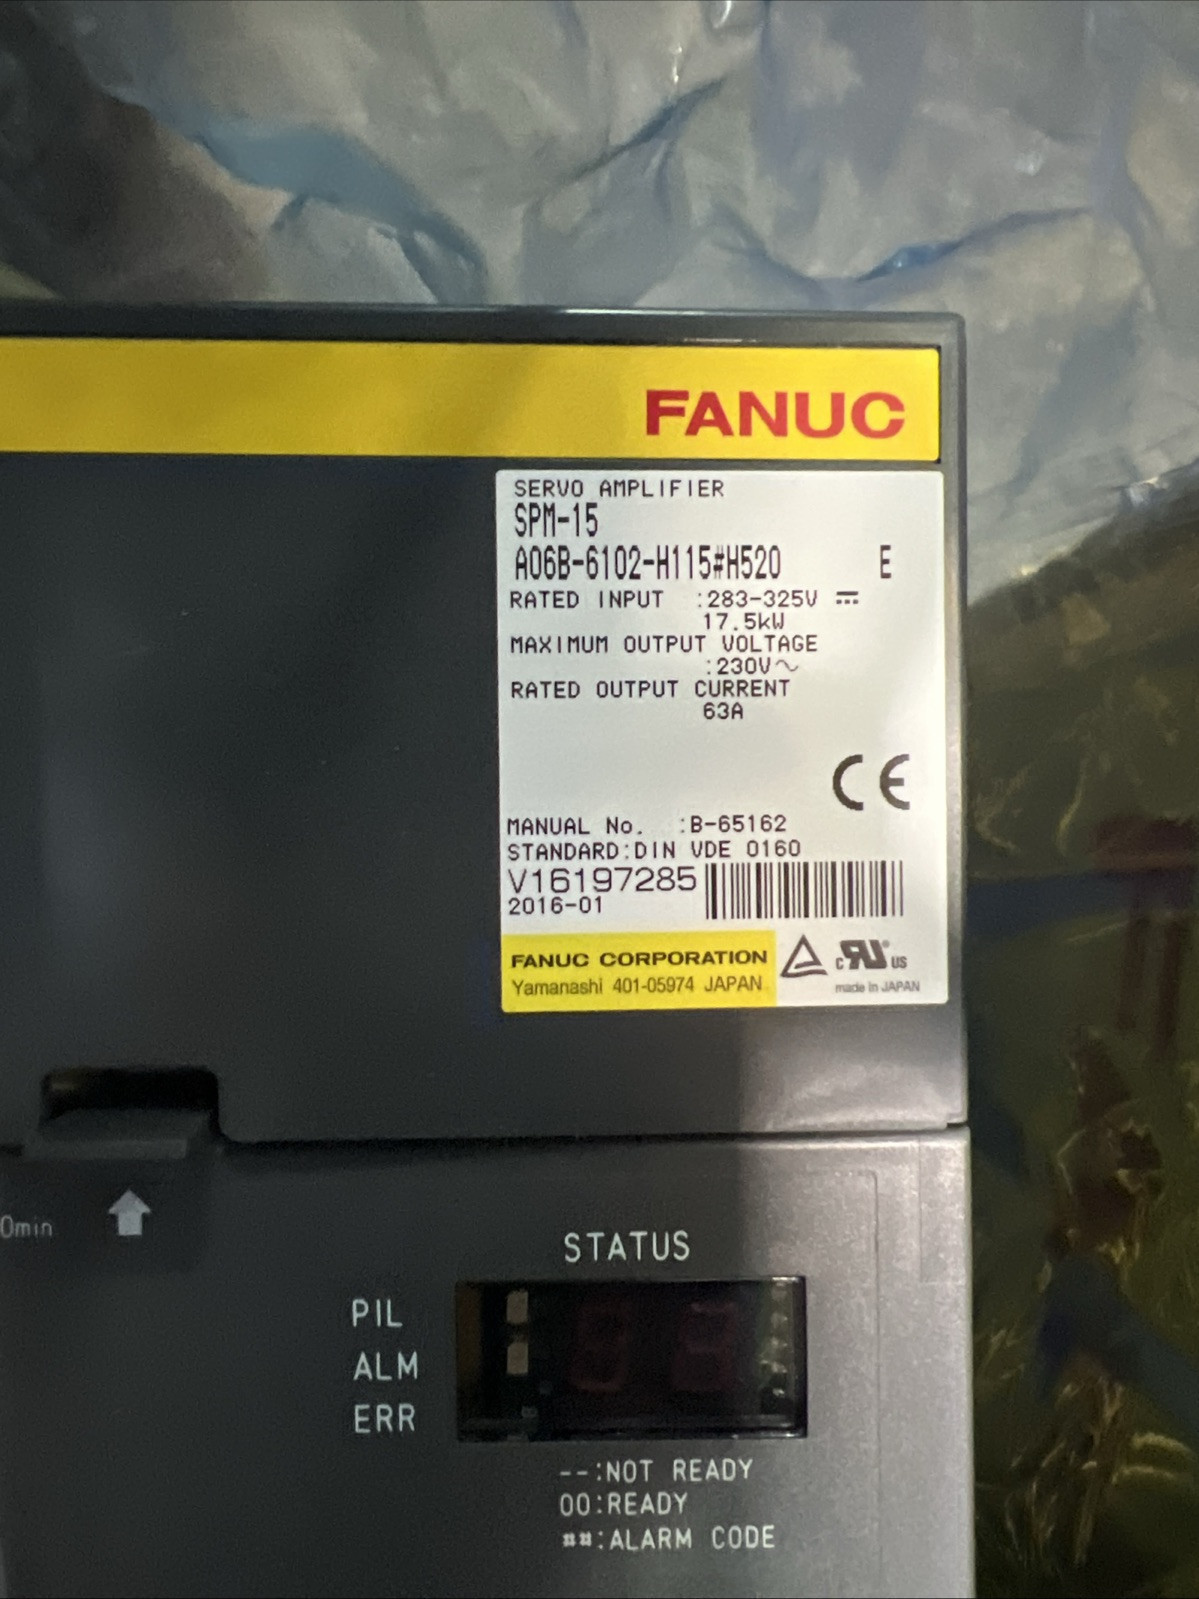 FANUC
SERVO AMPLIFIER
SPM-15
A06B-6102-H115#H520 E
RATED INPUT :283-325V ⎓
17.5kW
MAXIMUM OUTPUT VOLTAGE
:230V∿
RATED OUTPUT CURRENT
63A
CE
MANUAL No. :B-65162
STANDARD:DIN VDE 0160
V16197285
2016-01
FANUC CORPORATION
Yamanashi 401-05974 JAPAN
c RU US
made in JAPAN
0min
STATUS
PIL
ALM
ERR
--:NOT READY
00:READY
⌗⌗:ALARM CODE